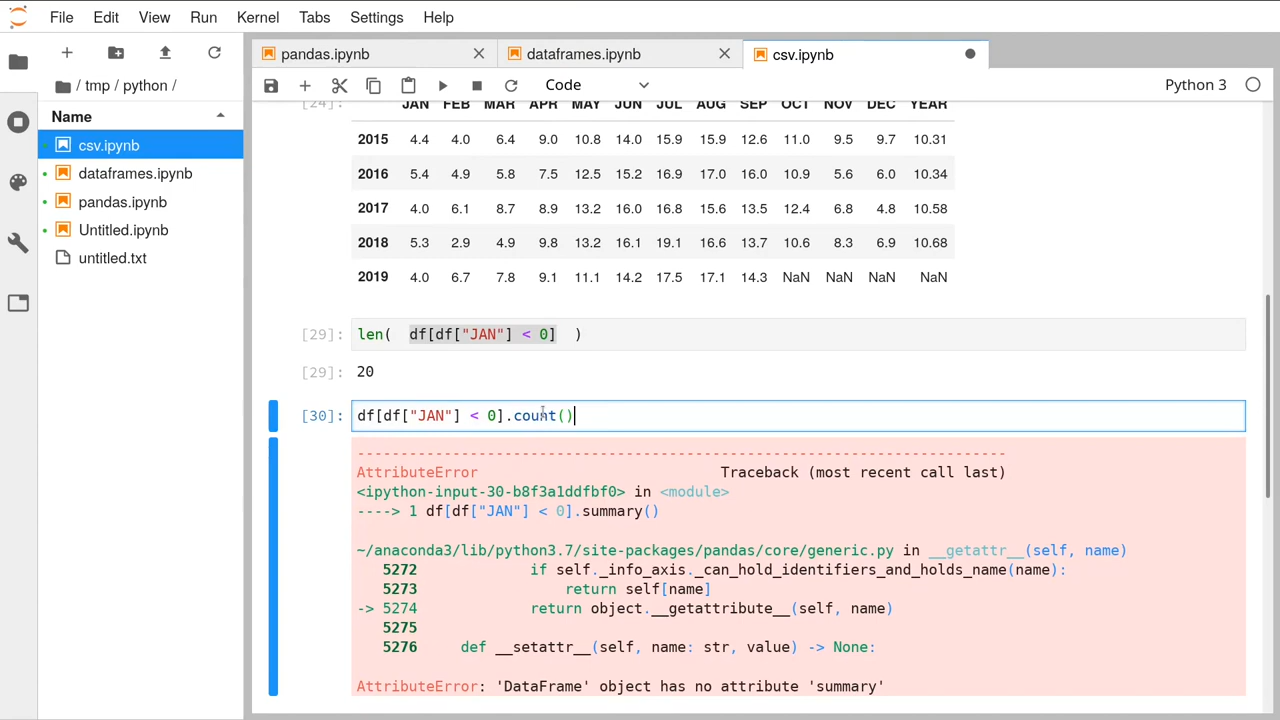 File Edit View Run Kernel Tabs Settings Help
pandas.ipynb
dataframes.ipynb
csv.ipynb
Code
Python 3
/ tmp / python /
Name
csv.ipynb
dataframes.ipynb
pandas.ipynb
Untitled.ipynb
untitled.txt
[24]:
JAN FEB MAR APR MAY JUN JUL AUG SEP OCT NOV DEC YEAR
2015 4.4 4.0 6.4 9.0 10.8 14.0 15.9 15.9 12.6 11.0 9.5 9.7 10.31
2016 5.4 4.9 5.8 7.5 12.5 15.2 16.9 17.0 16.0 10.9 5.6 6.0 10.34
2017 4.0 6.1 8.7 8.9 13.2 16.0 16.8 15.6 13.5 12.4 6.8 4.8 10.58
2018 5.3 2.9 4.9 9.8 13.2 16.1 19.1 16.6 13.7 10.6 8.3 6.9 10.68
2019 4.0 6.7 7.8 9.1 11.1 14.2 17.5 17.1 14.3 NaN NaN NaN NaN
[29]: len(  df[df["JAN"] < 0]  )
[29]: 20
[30]: df[df["JAN"] < 0].count()
---------------------------------------------------------------------------
AttributeError                            Traceback (most recent call last)
<ipython-input-30-b8f3a1ddfbf0> in <module>
----> 1 df[df["JAN"] < 0].summary()
~/anaconda3/lib/python3.7/site-packages/pandas/core/generic.py in __getattr__(self, name)
5272             if self._info_axis._can_hold_identifiers_and_holds_name(name):
5273                 return self[name]
-> 5274             return object.__getattribute__(self, name)
5275
5276     def __setattr__(self, name: str, value) -> None:
AttributeError: 'DataFrame' object has no attribute 'summary'